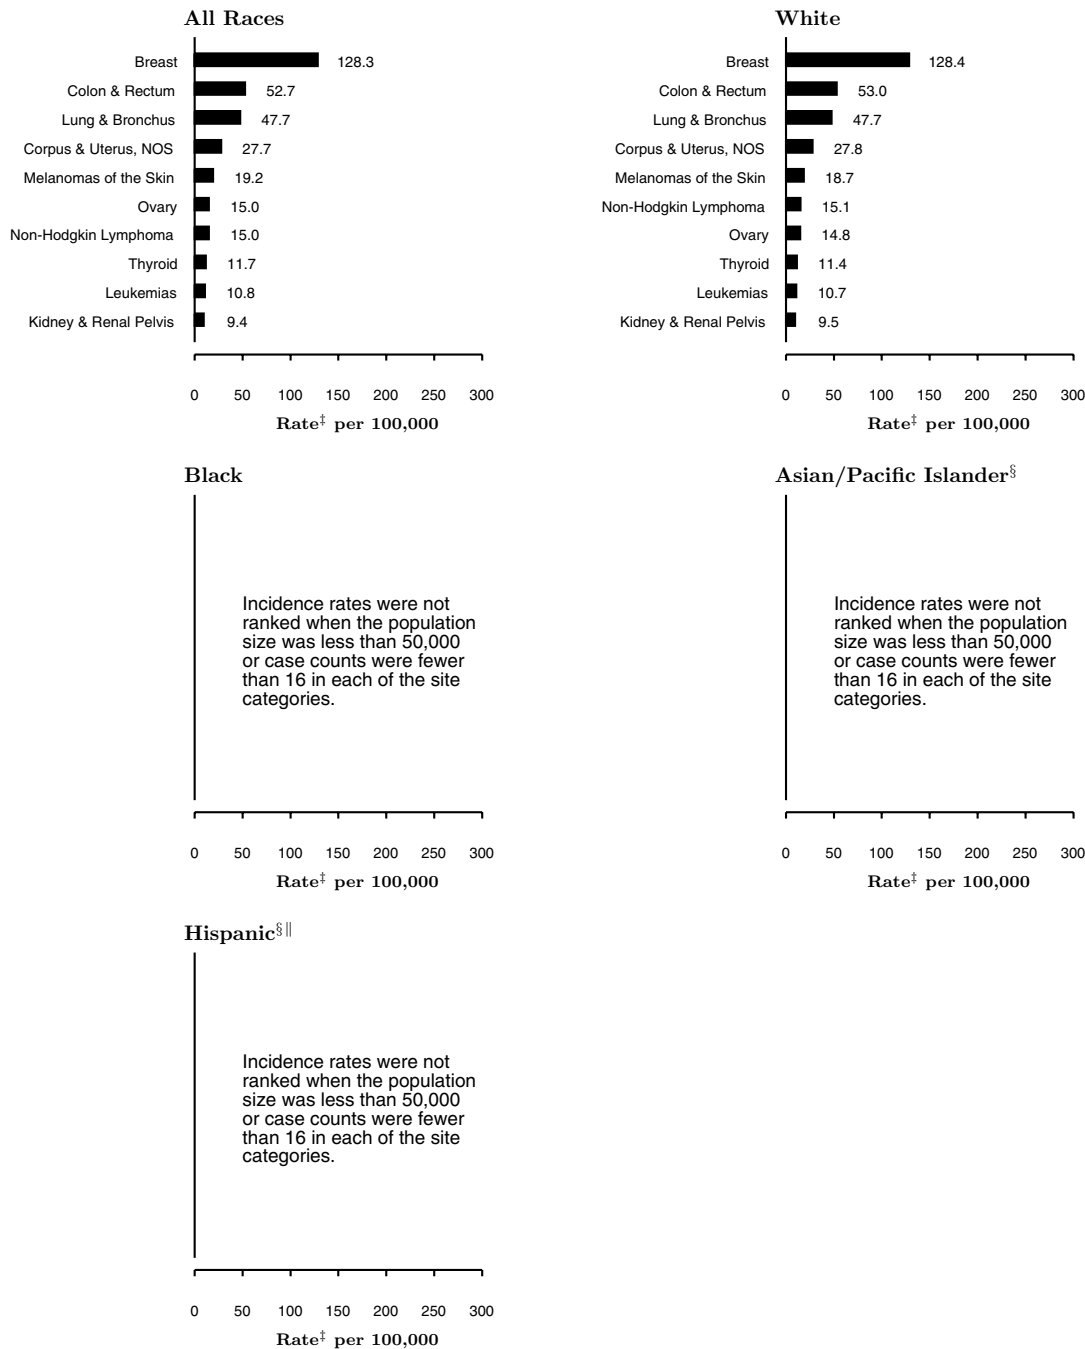 All Races
Breast 128.3
Colon & Rectum 52.7
Lung & Bronchus 47.7
Corpus & Uterus, NOS 27.7
Melanomas of the Skin 19.2
Ovary 15.0
Non-Hodgkin Lymphoma 15.0
Thyroid 11.7
Leukemias 10.8
Kidney & Renal Pelvis 9.4
0 50 100 150 200 250 300
Rate‡ per 100,000
White
Breast 128.4
Colon & Rectum 53.0
Lung & Bronchus 47.7
Corpus & Uterus, NOS 27.8
Melanomas of the Skin 18.7
Non-Hodgkin Lymphoma 15.1
Ovary 14.8
Thyroid 11.4
Leukemias 10.7
Kidney & Renal Pelvis 9.5
0 50 100 150 200 250 300
Rate‡ per 100,000
Black
Incidence rates were not
ranked when the population
size was less than 50,000
or case counts were fewer
than 16 in each of the site
categories.
0 50 100 150 200 250 300
Rate‡ per 100,000
Asian/Pacific Islander§
Incidence rates were not
ranked when the population
size was less than 50,000
or case counts were fewer
than 16 in each of the site
categories.
0 50 100 150 200 250 300
Rate‡ per 100,000
Hispanic§‖
Incidence rates were not
ranked when the population
size was less than 50,000
or case counts were fewer
than 16 in each of the site
categories.
0 50 100 150 200 250 300
Rate‡ per 100,000